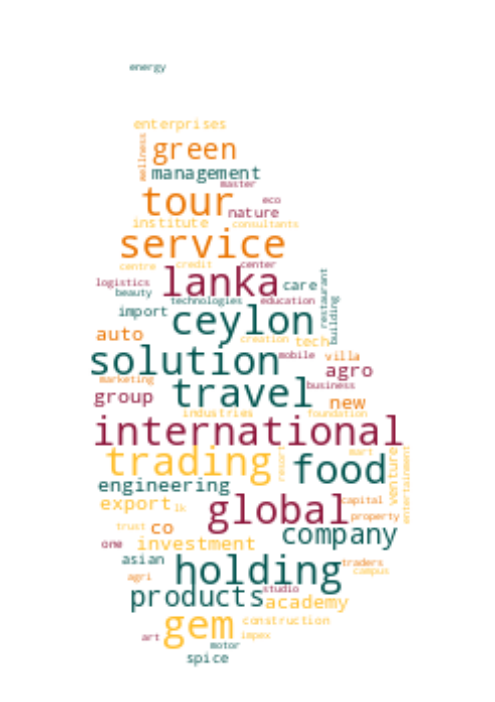 energy
enterprises
wellness
green
management
master
tour
eco
nature
institute
consultants
service
centre
credit
center
lanka
logistics
care
restaurant
beauty
technologies
education
building
import
ceylon
auto
creation
tech
solution
mobile
villa
agro
marketing
travel
business
group
new
industries
foundation
international
trading
resort
food
mart
venture
entertainment
engineering
export
lk
global
capital
property
trust
co
company
one
investment
asian
holding
traders
agri
campus
products
studio
academy
gem
construction
art
impex
motor
spice